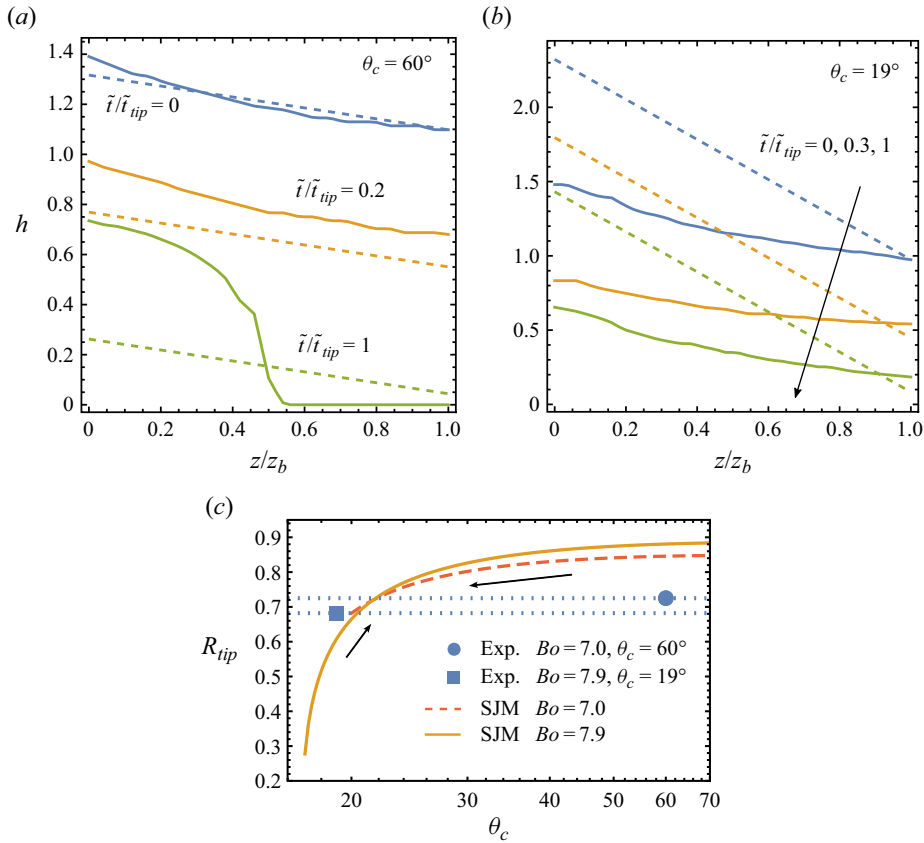 (a)
(b)
1.4
1.2
1.0
0.8
0.6
0.4
0.2
0
h
θc = 60°
t̃/t̃tip = 0
t̃/t̃tip = 0.2
t̃/t̃tip = 1
0 0.2 0.4 0.6 0.8 1.0
z/zb
2.0
1.5
1.0
0.5
0
θc = 19°
t̃/t̃tip = 0, 0.3, 1
0 0.2 0.4 0.6 0.8 1.0
z/zb
(c)
0.9
0.8
0.7
0.6
0.5
0.4
0.3
0.2
Rtip
Exp. Bo = 7.0, θc = 60°
Exp. Bo = 7.9, θc = 19°
SJM Bo = 7.0
SJM Bo = 7.9
20 30 40 50 60 70
θc